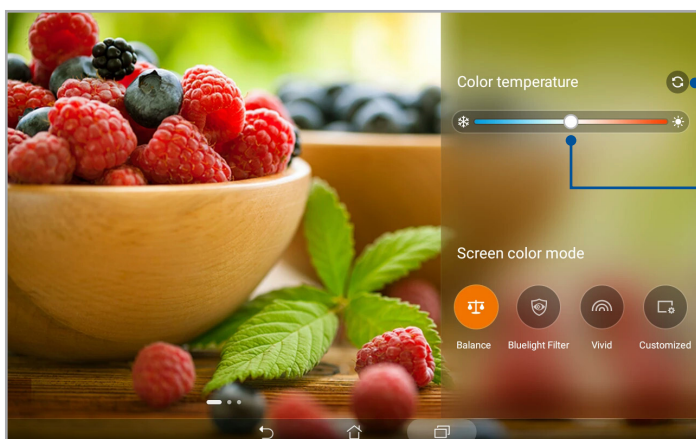 Color temperature
Screen color mode
Balance
Bluelight Filter
Vivid
Customized